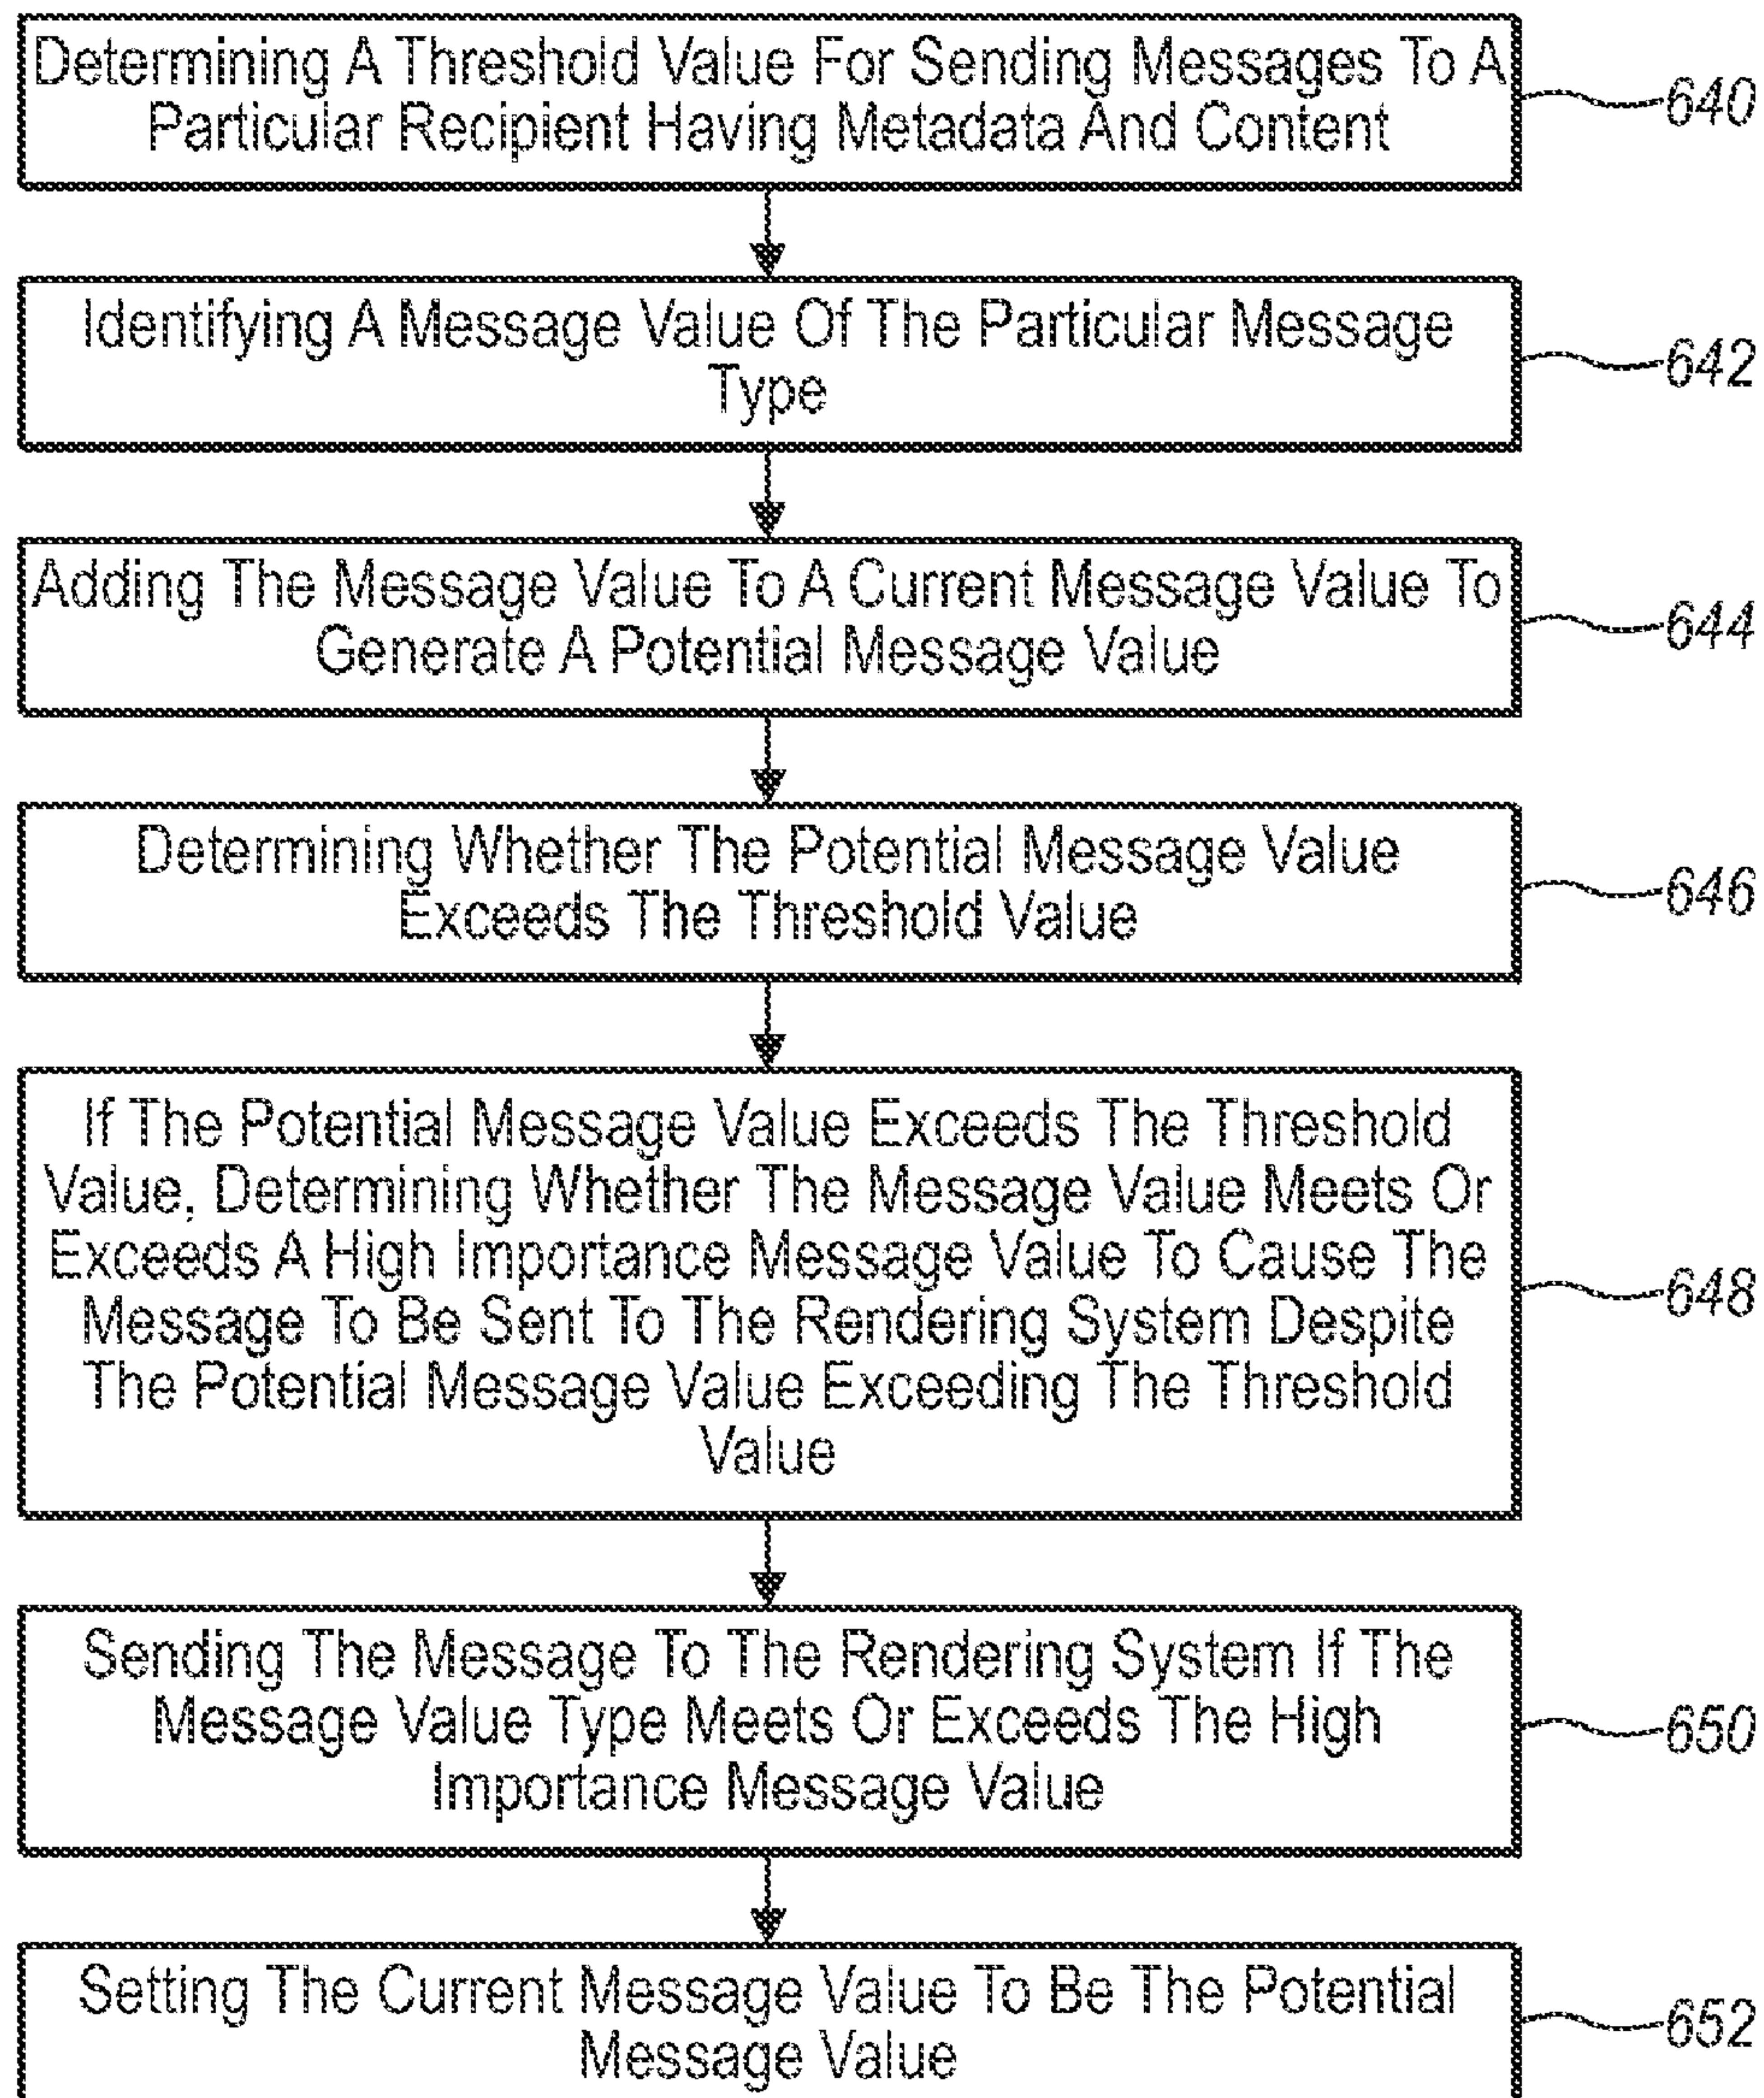 Determining A Threshold Value For Sending Messages To A
Particular Recipient Having Metadata And Content
640
Identifying A Message Value Of The Particular Message
Type
642
Adding The Message Value To A Current Message Value To
Generate A Potential Message Value
644
Determining Whether The Potential Message Value
Exceeds The Threshold Value
646
If The Potential Message Value Exceeds The Threshold
Value, Determining Whether The Message Value Meets Or
Exceeds A High Importance Message Value To Cause The
Message To Be Sent To The Rendering System Despite
The Potential Message Value Exceeding The Threshold
Value
648
Sending The Message To The Rendering System If The
Message Value Type Meets Or Exceeds The High
Importance Message Value
650
Setting The Current Message Value To Be The Potential
Message Value
652